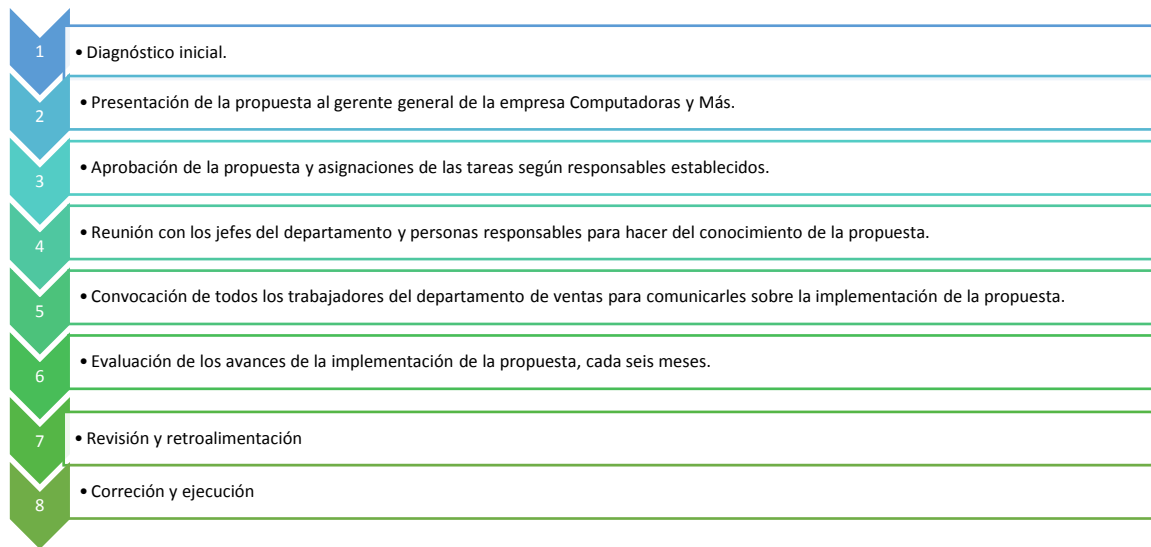 1
• Diagnóstico inicial.
2
• Presentación de la propuesta al gerente general de la empresa Computadoras y Más.
3
• Aprobación de la propuesta y asignaciones de las tareas según responsables establecidos.
4
• Reunión con los jefes del departamento y personas responsables para hacer del conocimiento de la propuesta.
5
• Convocación de todos los trabajadores del departamento de ventas para comunicarles sobre la implementación de la propuesta.
6
• Evaluación de los avances de la implementación de la propuesta, cada seis meses.
7
• Revisión y retroalimentación
8
• Correción y ejecución